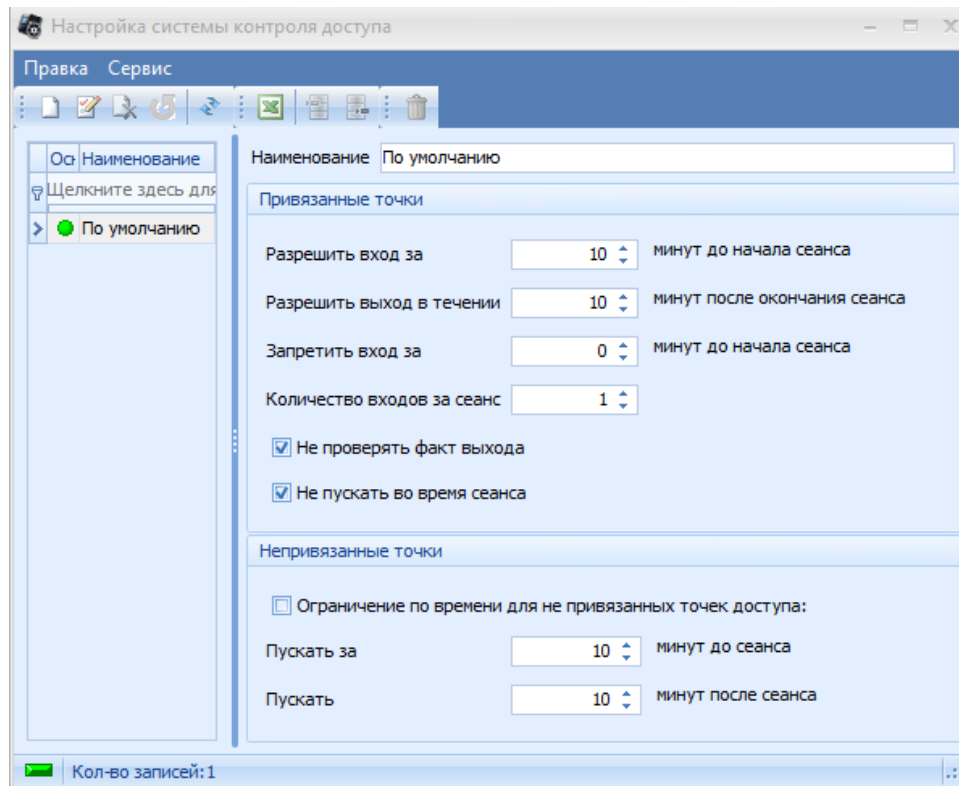 Настройка системы контроля доступа
Правка Сервис
Осн Наименование
Щелкните здесь для
По умолчанию
Наименование По умолчанию
Привязанные точки
Разрешить вход за 10 минут до начала сеанса
Разрешить выход в течении 10 минут после окончания сеанса
Запретить вход за 0 минут до начала сеанса
Количество входов за сеанс 1
Не проверять факт выхода
Не пускать во время сеанса
Непривязанные точки
Ограничение по времени для не привязанных точек доступа:
Пускать за 10 минут до сеанса
Пускать 10 минут после сеанса
Кол-во записей:1